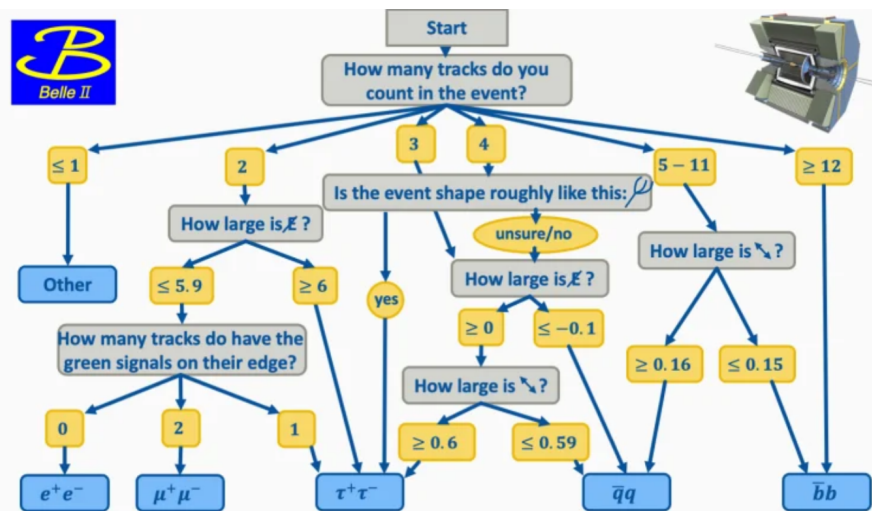 Belle II
Start
How many tracks do you
count in the event?
≤ 1
2
3
4
5 − 11
≥ 12
Is the event shape roughly like this:
How large is E̸ ?
unsure/no
How large is ↖↘?
Other
≤ 5.9
≥ 6
yes
How large is E̸ ?
≥ 0
≤ −0.1
How many tracks do have the
green signals on their edge?
≥ 0.16
≤ 0.15
How large is ↖↘?
0
2
1
≥ 0.6
≤ 0.59
e⁺e⁻
μ⁺μ⁻
τ⁺τ⁻
q̅q
b̅b